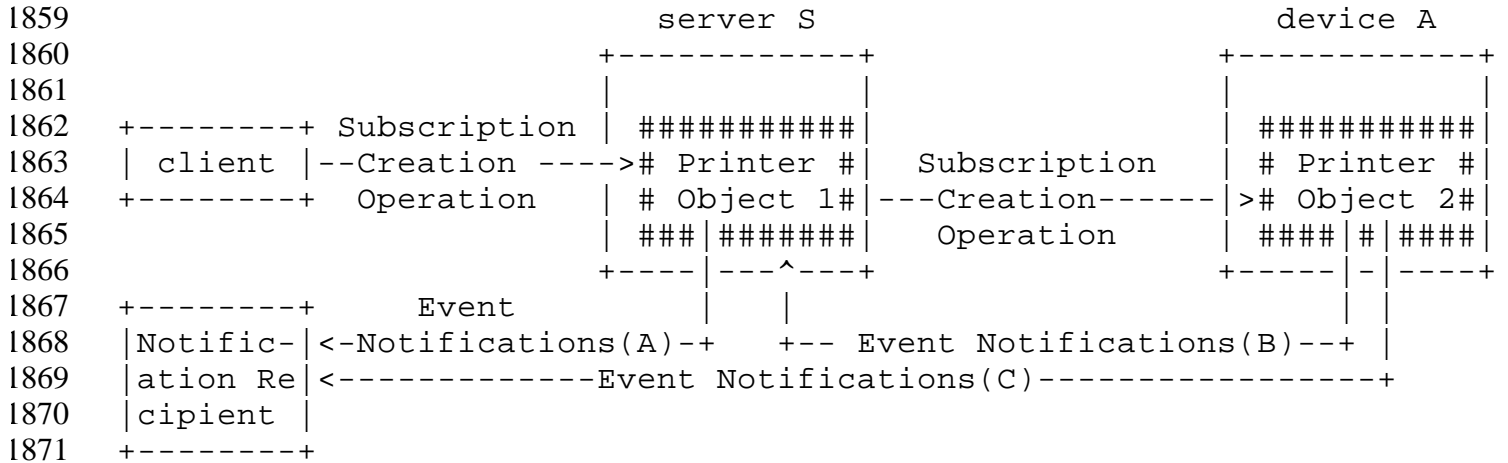 1859                               server S                       device A
1860                            +------------+                 +------------+
1861                            |            |                 |            |
1862    +--------+ Subscription | ###########|                 | ###########|
1863    | client |--Creation ----># Printer #|  Subscription   | # Printer #|
1864    +--------+  Operation   | # Object 1#|---Creation------|># Object 2#|
1865                            | ###|#######|   Operation     | ####|#|####|
1866                            +----|---^---+                 +-----|-|----+
1867    +--------+     Event         |   |                           | |
1868    |Notific-|<-Notifications(A)-+   +-- Event Notifications(B)--+ |
1869    |ation Re|<-------------Event Notifications(C)-----------------+
1870    |cipient |
1871    +--------+